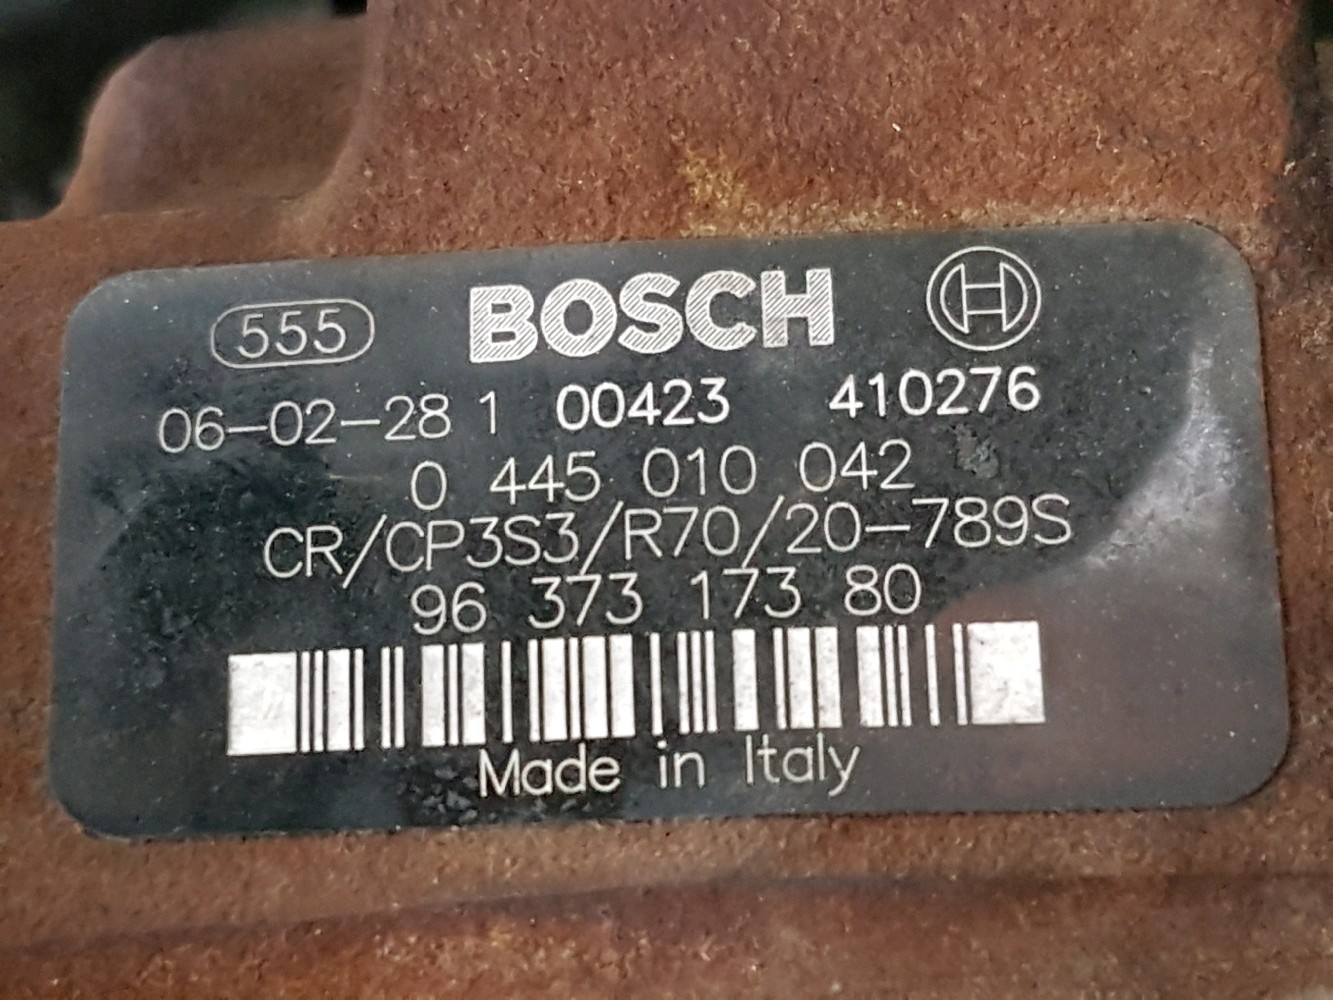 555 BOSCH
06-02-28 1 00423 410276
0 445 010 042
CR/CP3S3/R70/20-789S
96 373 173 80
Made in Italy